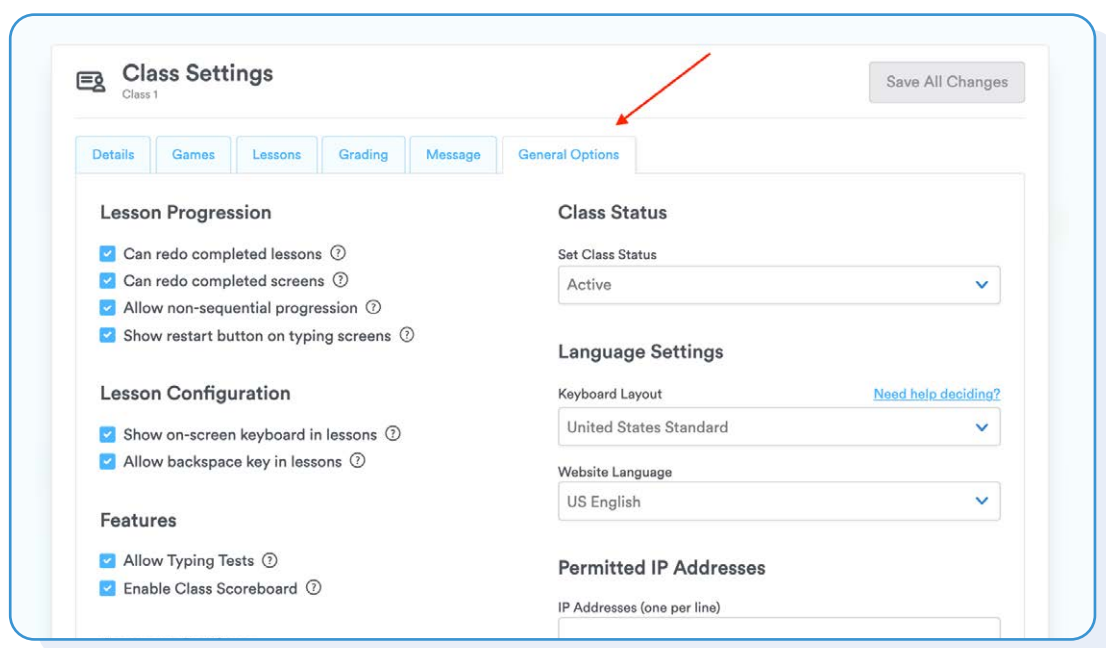 Class Settings
Class 1
Save All Changes
Details
Games
Lessons
Grading
Message
General Options
Lesson Progression
Can redo completed lessons ?
Can redo completed screens ?
Allow non-sequential progression ?
Show restart button on typing screens ?
Lesson Configuration
Show on-screen keyboard in lessons ?
Allow backspace key in lessons ?
Features
Allow Typing Tests ?
Enable Class Scoreboard ?
Class Status
Set Class Status
Active
Language Settings
Keyboard Layout
Need help deciding?
United States Standard
Website Language
US English
Permitted IP Addresses
IP Addresses (one per line)